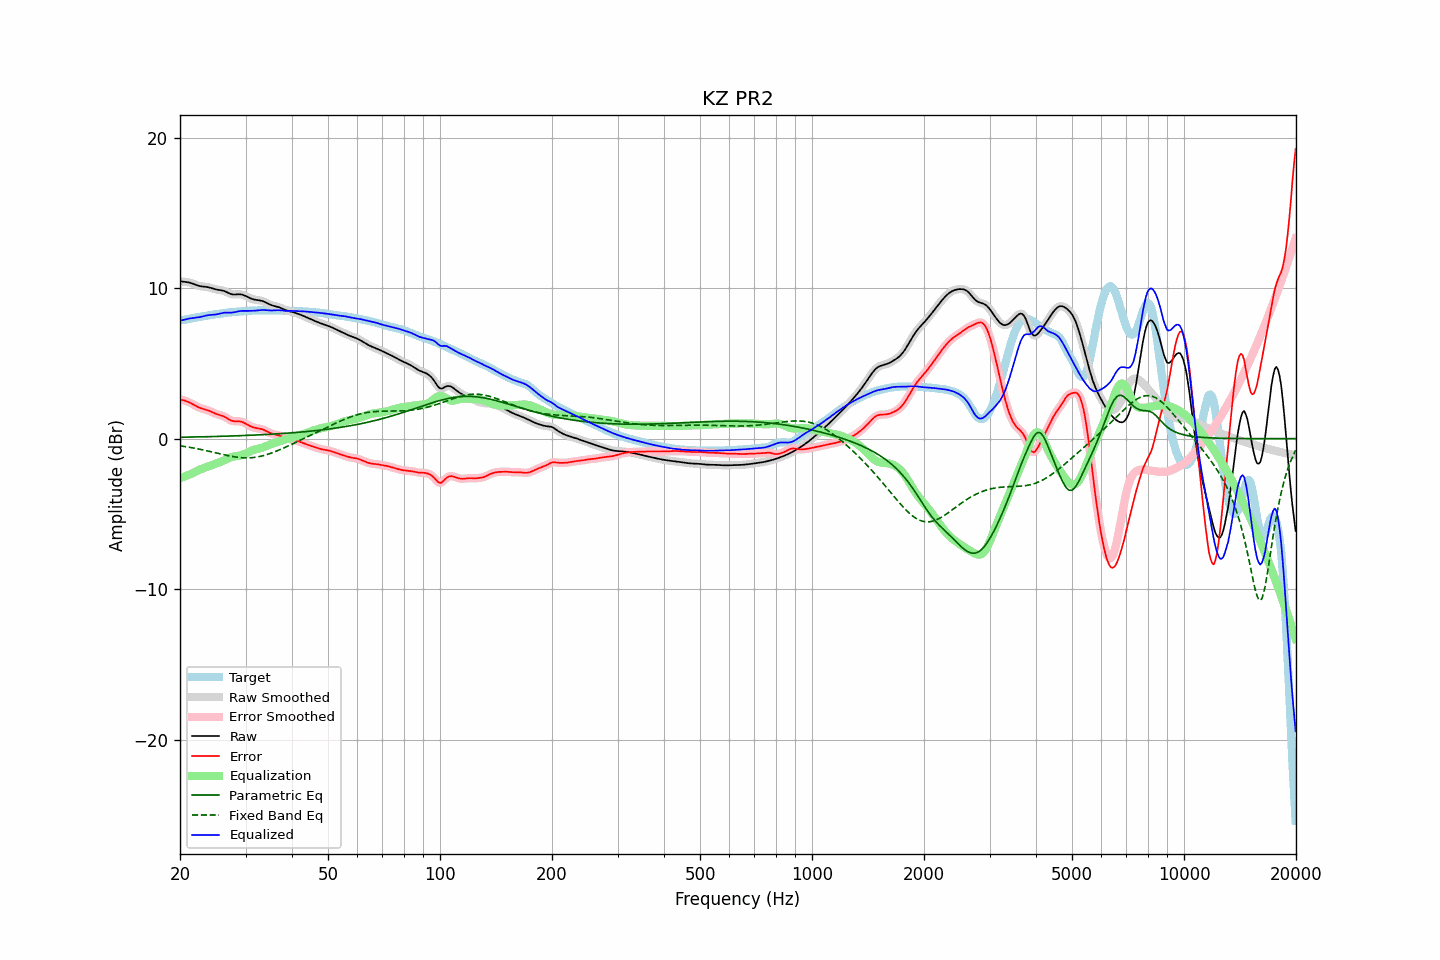 KZ PR2
Amplitude (dBr)
20
10
0
−10
−20
Target
Raw Smoothed
Error Smoothed
Raw
Error
Equalization
Parametric Eq
Fixed Band Eq
Equalized
20 50 100 200 500 1000 2000 5000 10000 20000
Frequency (Hz)